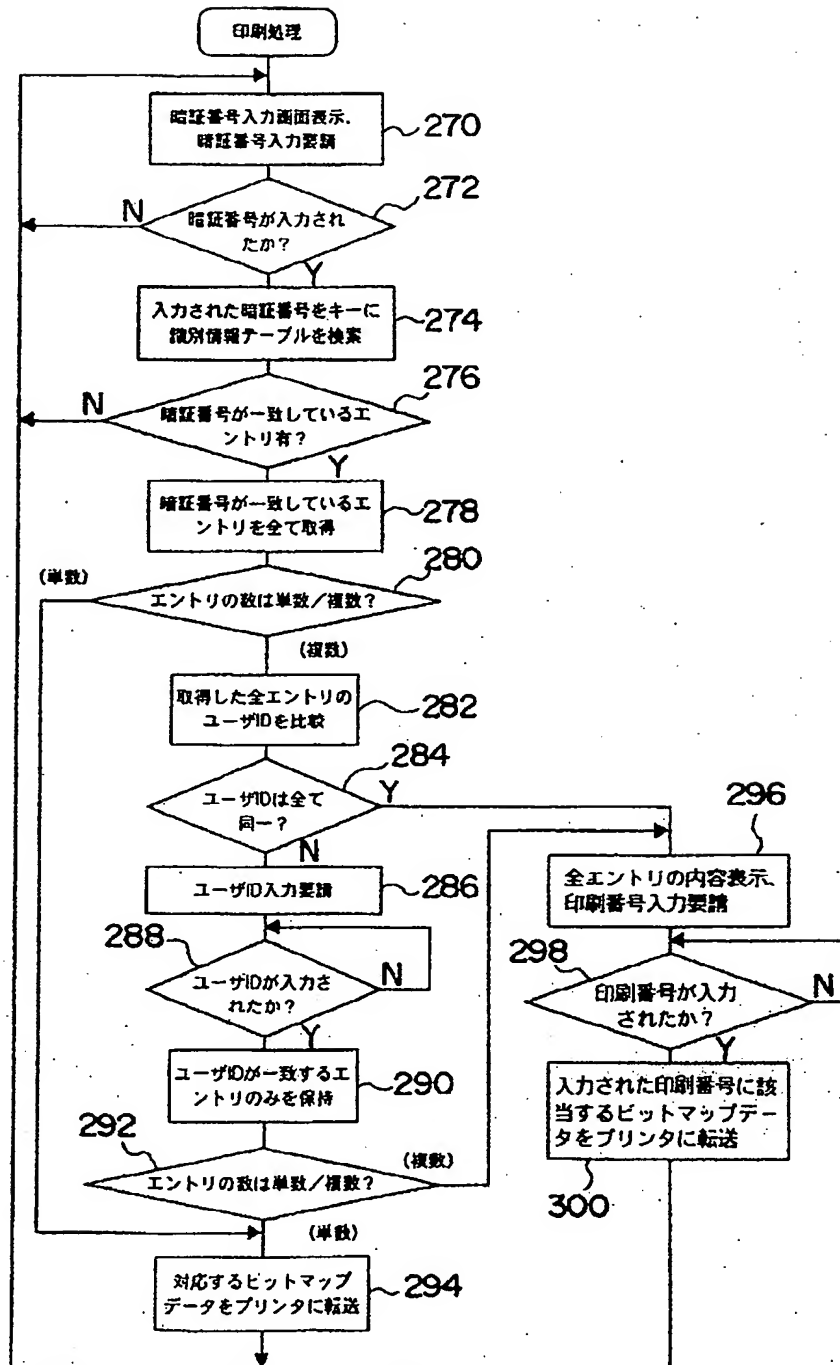 印刷処理
暗証番号入力画面表示、
暗証番号入力要請
270
272
N
暗証番号が入力され
たか?
Y
入力された暗証番号をキーに
識別情報テーブルを検索
274
276
N
暗証番号が一致しているエ
ントリ有?
Y
暗証番号が一致しているエ
ントリを全て取得
278
280
(単数)
エントリの数は単数/複数?
(複数)
取得した全エントリの
ユーザIDを比較
282
284
Y
ユーザIDは全て
同一?
N
ユーザID入力要請
286
288
ユーザIDが入力さ
れたか?
N
Y
ユーザIDが一致するエ
ントリのみを保持
290
292
(複数)
エントリの数は単数/複数?
(単数)
対応するビットマップ
データをプリンタに転送
294
296
全エントリの内容表示、
印刷番号入力要請
298
N
印刷番号が入力
されたか?
Y
入力された印刷番号に該
当するビットマップデー
タをプリンタに転送
300